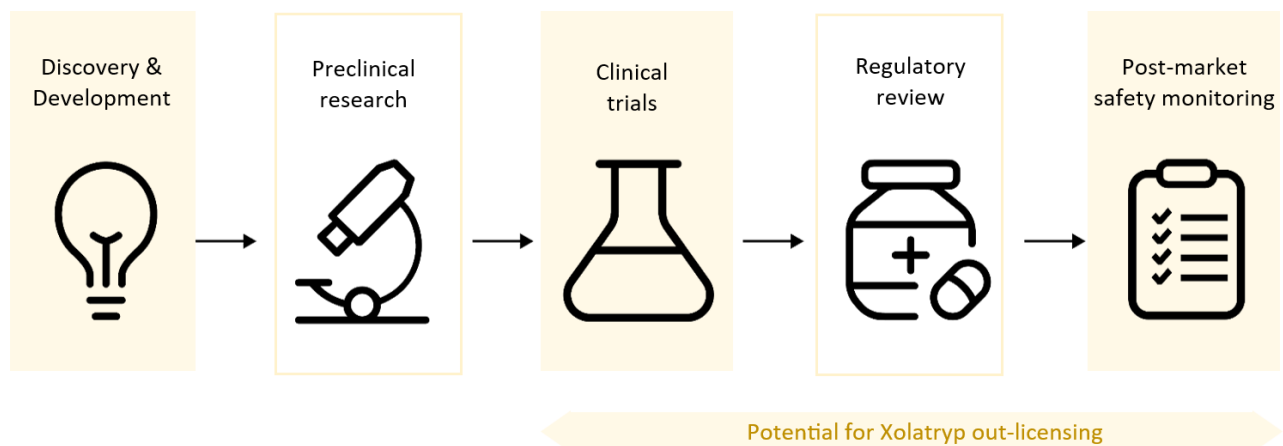 Discovery &
Development
Preclinical
research
Clinical
trials
Regulatory
review
Post-market
safety monitoring
Potential for Xolatryp out-licensing